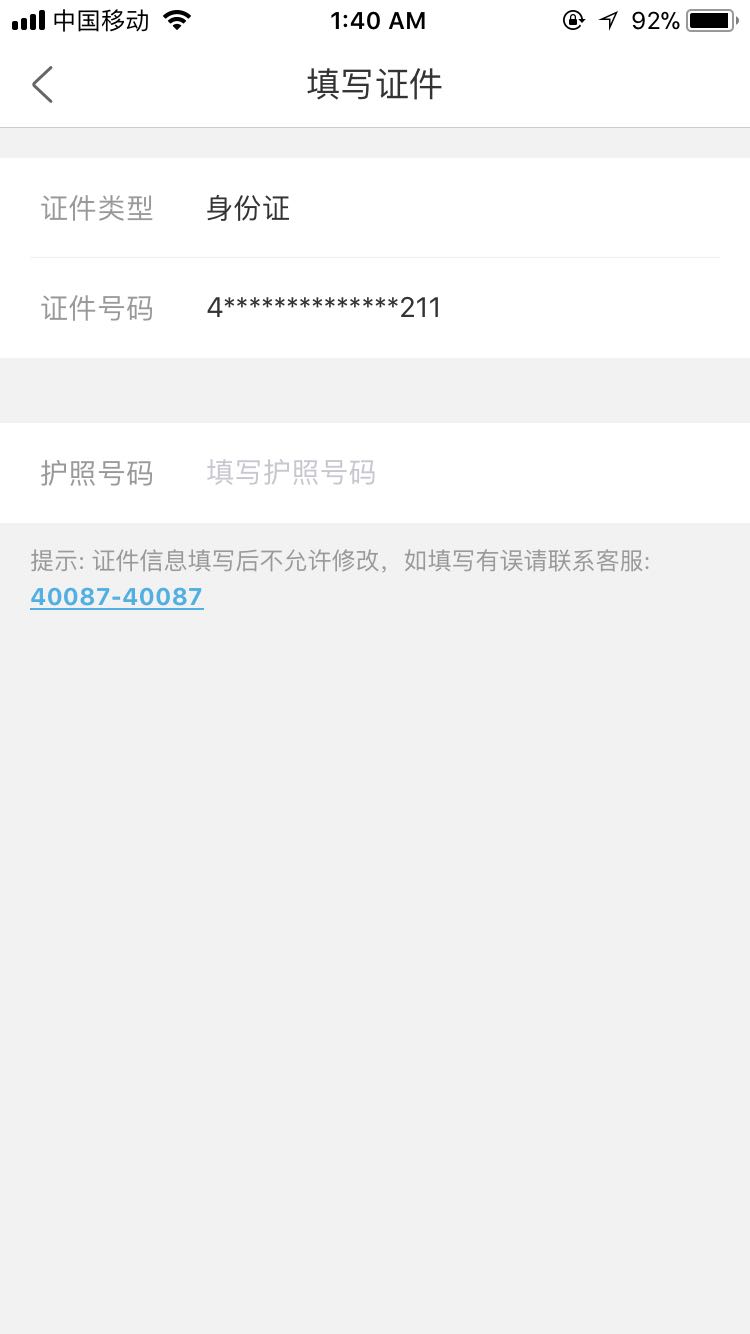 中国移动 1:40 AM 92%
填写证件
证件类型 身份证
证件号码 4**************211
护照号码 填写护照号码
提示: 证件信息填写后不允许修改，如填写有误请联系客服:
40087-40087